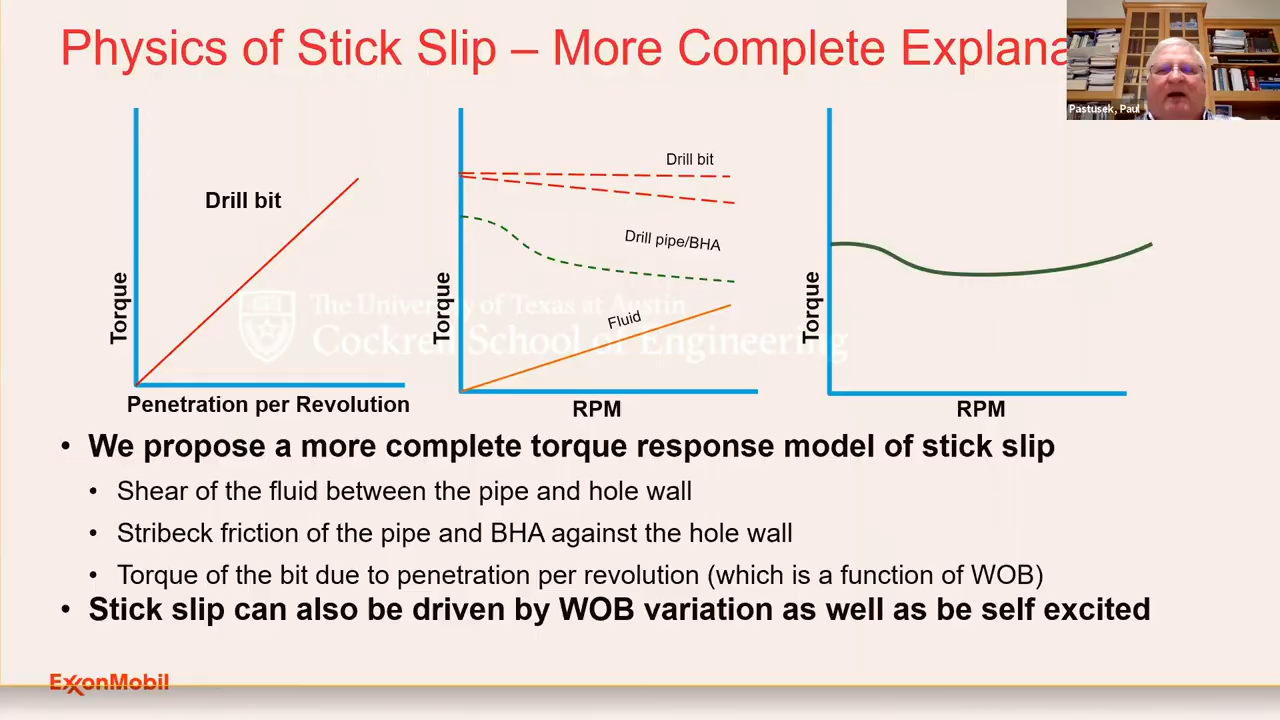 Physics of Stick Slip – More Complete Explana
Pastusek, Paul
Torque
Drill bit
Penetration per Revolution
Torque
Drill bit
Drill pipe/BHA
Fluid
RPM
Torque
RPM
The University of Texas at Austin
Cockrell School of Engineering
• We propose a more complete torque response model of stick slip
• Shear of the fluid between the pipe and hole wall
• Stribeck friction of the pipe and BHA against the hole wall
• Torque of the bit due to penetration per revolution (which is a function of WOB)
• Stick slip can also be driven by WOB variation as well as be self excited
ExxonMobil